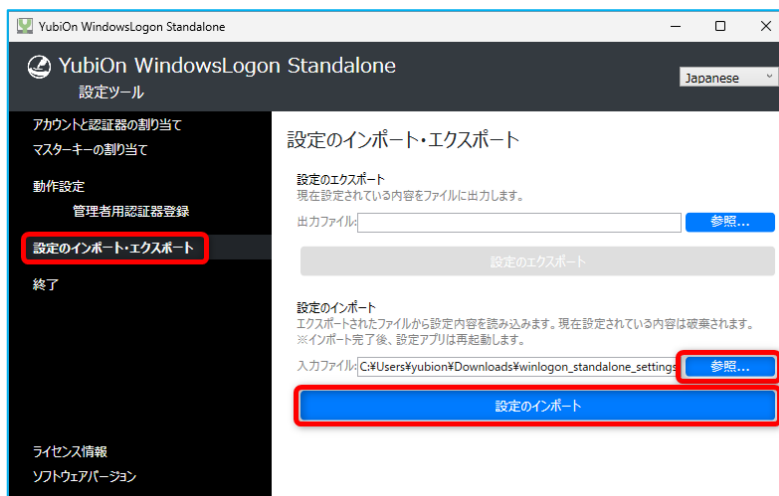 YubiOn WindowsLogon Standalone
YubiOn WindowsLogon Standalone
設定ツール
Japanese
アカウントと認証器の割り当て
マスターキーの割り当て
動作設定
管理者用認証器登録
設定のインポート・エクスポート
終了
ライセンス情報
ソフトウェアバージョン
設定のインポート・エクスポート
設定のエクスポート
現在設定されている内容をファイルに出力します。
出力ファイル: 参照...
設定のエクスポート
設定のインポート
エクスポートされたファイルから設定内容を読み込みます。現在設定されている内容は破棄されます。
※インポート完了後、設定アプリは再起動します。
入力ファイル: C:¥Users¥yubion¥Downloads¥winlogon_standalone_settings 参照...
設定のインポート